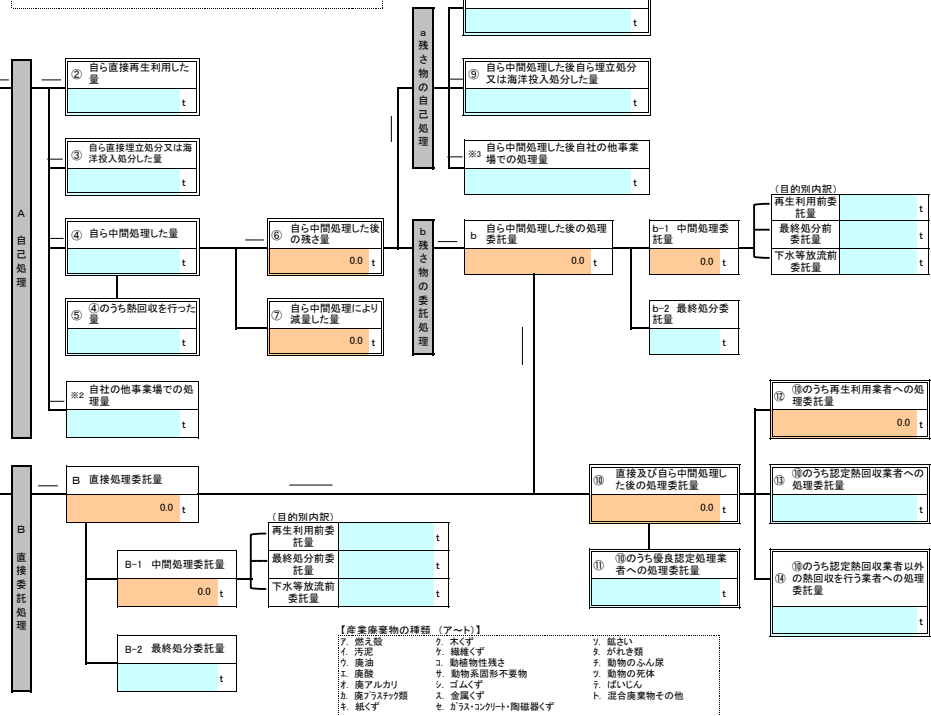 t
a
残さ物の自己処理
② 自ら直接再生利用した
量
t
⑨ 自ら中間処理した後自ら埋立処分
又は海洋投入処分した量
t
③ 自ら直接埋立処分又は海
洋投入処分した量
t
※3 自ら中間処理した後自社の他事業
場での処理量
t
A 自己処理
④ 自ら中間処理した量
t
⑥ 自ら中間処理した後
の残さ量
0.0 t
b
残さ物の委託処理
b 自ら中間処理した後の処理
委託量
0.0 t
b-1 中間処理委
託量
0.0 t
(目的別内訳)
再生利用前委
託量
t
最終処分前
委託量
t
下水等放流前
委託量
t
⑤ ④のうち熱回収を行った
量
t
⑦ 自ら中間処理により
減量した量
0.0 t
b-2 最終処分委
託量
t
※2 自社の他事業場での処
理量
t
⑫ ⑩のうち再生利用業者への処
理委託量
0.0 t
B 直接委託処理
B 直接処理委託量
0.0 t
⑩ 直接及び自ら中間処理し
た後の処理委託量
0.0 t
⑬ ⑩のうち認定熱回収業者への
処理委託量
t
B-1 中間処理委託量
0.0 t
(目的別内訳)
再生利用前委
託量
t
最終処分前委
託量
t
下水等放流前
委託量
t
⑪ ⑩のうち優良認定処理業
者への処理委託量
t
⑭ ⑩のうち認定熱回収業者以外
の熱回収を行う業者への処理
委託量
t
B-2 最終処分委託量
t
【産業廃棄物の種類 (ア~ト)】
ア. 燃え殻 ク. 木くず ソ. 鉱さい
イ. 汚泥 ケ. 繊維くず タ. がれき類
ウ. 廃油 コ. 動植物性残さ チ. 動物のふん尿
エ. 廃酸 サ. 動物系固形不要物 ツ. 動物の死体
オ. 廃アルカリ シ. ゴムくず テ. ばいじん
カ. 廃プラスチック類 ス. 金属くず ト. 混合廃棄物その他
キ. 紙くず セ. ガラス・コンクリート・陶磁器くず